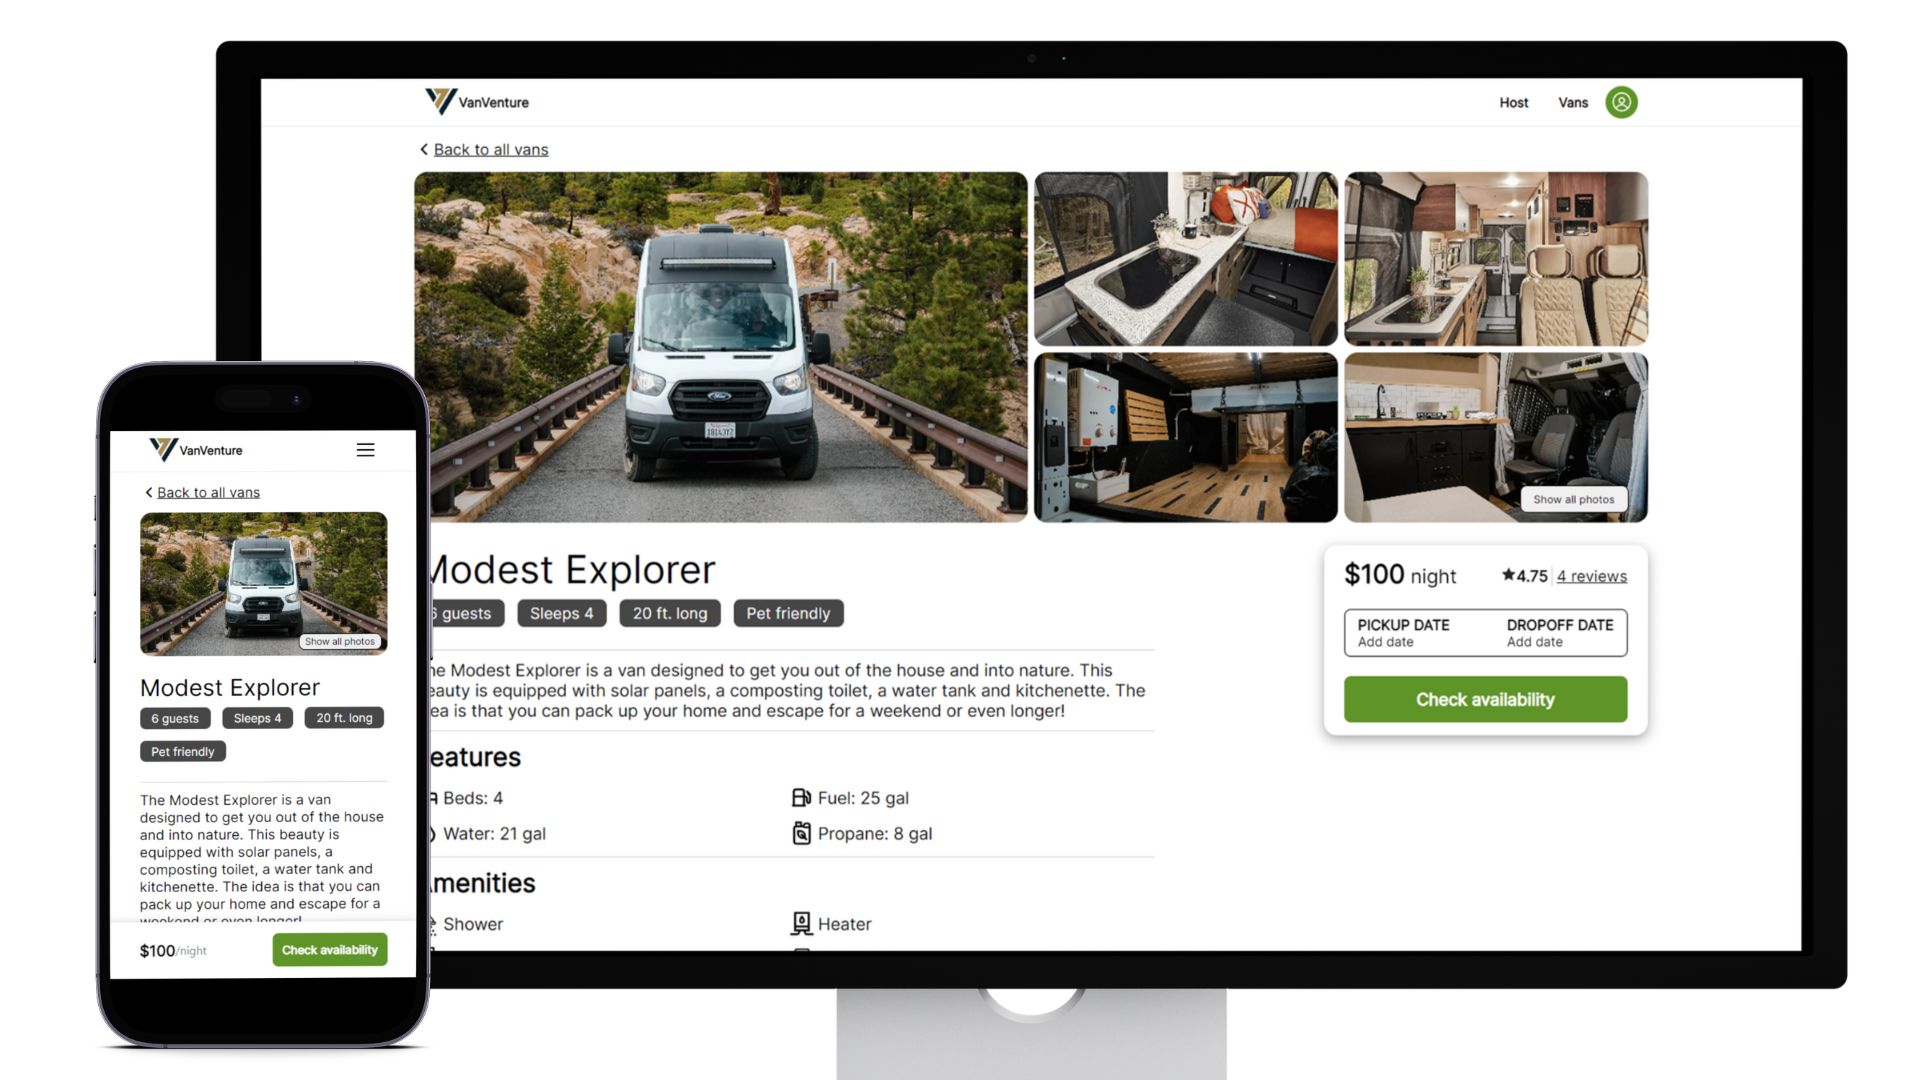 VanVenture
Host
Vans
Back to all vans
Show all photos
Modest Explorer
6 guests
Sleeps 4
20 ft. long
Pet friendly
he Modest Explorer is a van designed to get you out of the house and into nature. This
eauty is equipped with solar panels, a composting toilet, a water tank and kitchenette. The
ea is that you can pack up your home and escape for a weekend or even longer!
eatures
Beds: 4
Fuel: 25 gal
Water: 21 gal
Propane: 8 gal
Amenities
Shower
Heater
$100 night
★4.75
4 reviews
PICKUP DATE
Add date
DROPOFF DATE
Add date
Check availability
VanVenture
Back to all vans
Show all photos
Modest Explorer
6 guests
Sleeps 4
20 ft. long
Pet friendly
The Modest Explorer is a van
designed to get you out of the house
and into nature. This beauty is
equipped with solar panels, a
composting toilet, a water tank and
kitchenette. The idea is that you can
pack up your home and escape for a
weekend or even longer!
$100/night
Check availability